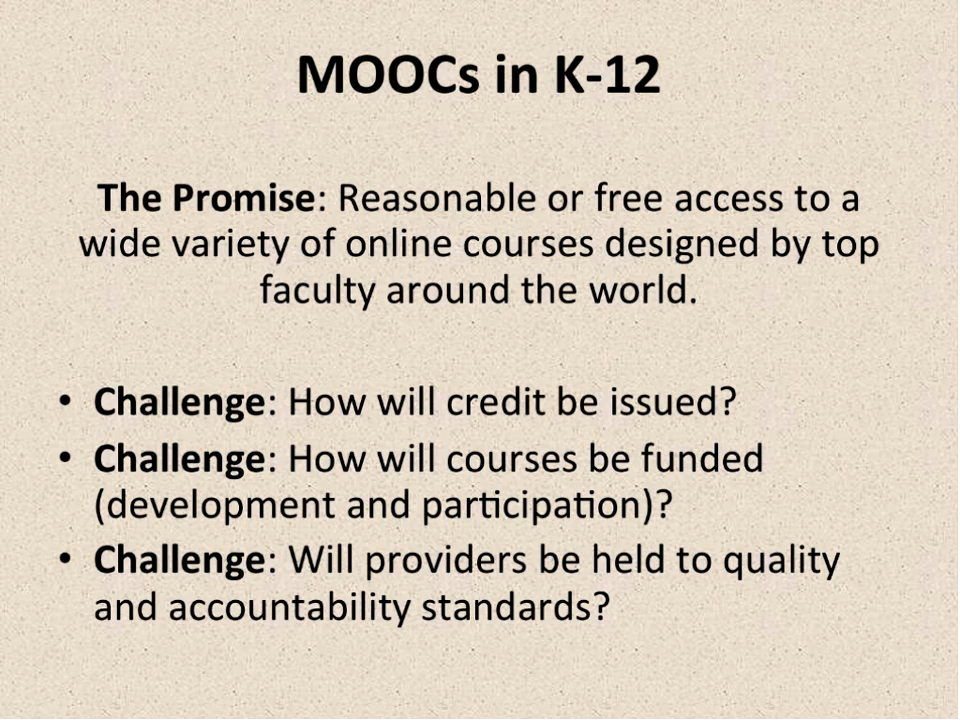 MOOCs in K-12
The Promise: Reasonable or free access to a
wide variety of online courses designed by top
faculty around the world.
• Challenge: How will credit be issued?
• Challenge: How will courses be funded
(development and participation)?
• Challenge: Will providers be held to quality
and accountability standards?